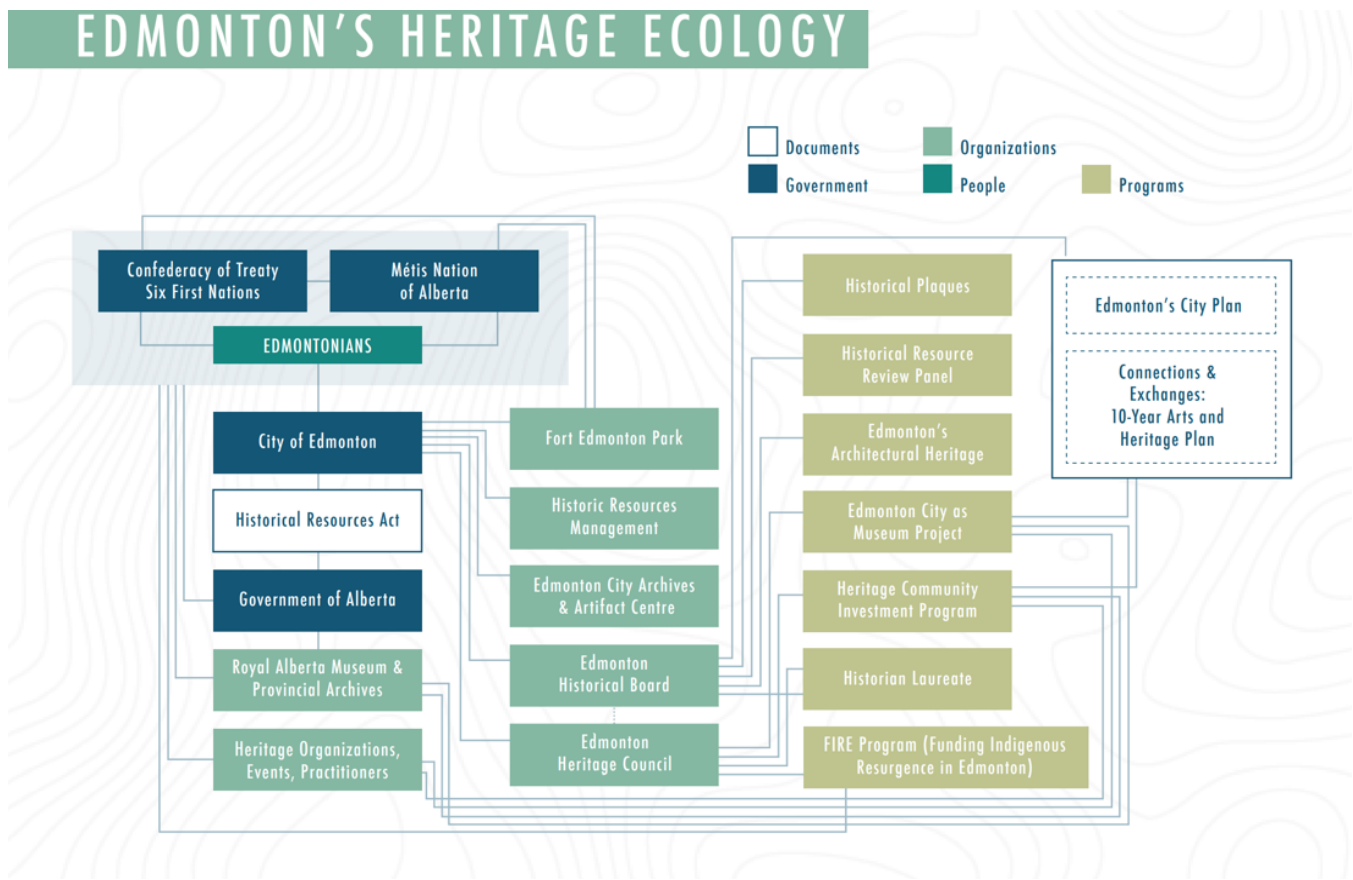 EDMONTON'S HERITAGE ECOLOGY
Documents
Organizations
Government
People
Programs
Confederacy of Treaty
Six First Nations
Métis Nation
of Alberta
EDMONTONIANS
City of Edmonton
Historical Resources Act
Government of Alberta
Royal Alberta Museum &
Provincial Archives
Heritage Organizations,
Events, Practitioners
Fort Edmonton Park
Historic Resources
Management
Edmonton City Archives
& Artifact Centre
Edmonton
Historical Board
Edmonton
Heritage Council
Historical Plaques
Historical Resource
Review Panel
Edmonton's
Architectural Heritage
Edmonton City as
Museum Project
Heritage Community
Investment Program
Historian Laureate
FIRE Program (Funding Indigenous
Resurgence in Edmonton)
Edmonton's City Plan
Connections &
Exchanges:
10-Year Arts and
Heritage Plan